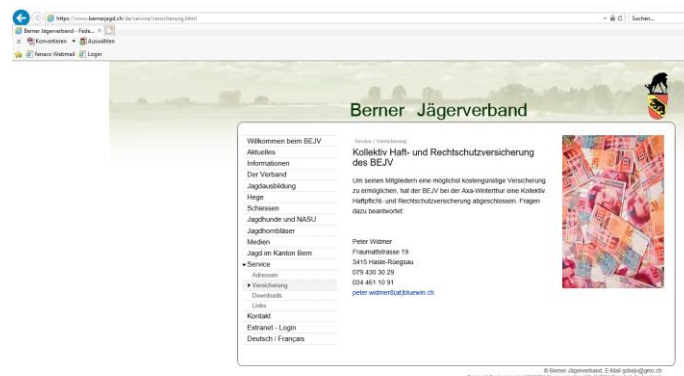 https://www.bernerjagd.ch/de/service/versicherung.html
Suchen...
Berner Jägerverband - Fede...
Konvertieren
Auswählen
fenaco Webmail
Login
Berner Jägerverband
Willkommen beim BEJV
Aktuelles
Informationen
Der Verband
Jagdausbildung
Hege
Schiessen
Jagdhunde und NASU
Jagdhornbläser
Medien
Jagd im Kanton Bern
Service
Adressen
Versicherung
Downloads
Links
Kontakt
Extranet - Login
Deutsch / Français
Service / Versicherung
Kollektiv Haft- und Rechtschutzversicherung
des BEJV
Um seinen Mitgliedern eine möglichst kostengünstige Versicherung
zu ermöglichen, hat der BEJV bei der Axa-Winterthur eine Kollektiv
Haftpflicht- und Rechtschutzversicherung abgeschlossen. Fragen
dazu beantwortet:
Peter Widmer
Fraumattstrasse 19
3415 Hasle-Rüegsau
079 430 30 29
034 461 10 91
peter.widmer8(at)bluewin.ch
© Berner Jägerverband, E-Mail gsbejv@gmx.ch